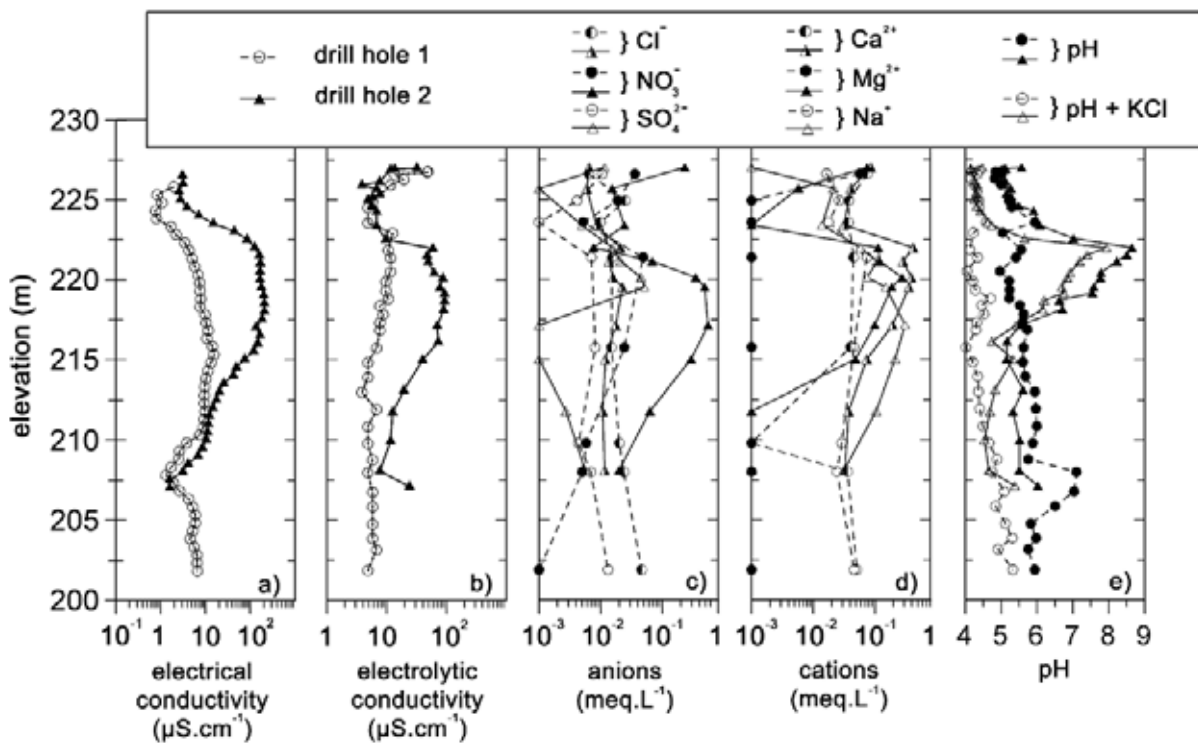 drill hole 1
drill hole 2
} Cl⁻
} NO₃⁻
} SO₄²⁻
} Ca²⁺
} Mg²⁺
} Na⁺
} pH
} pH + KCl
elevation (m)
230
225
220
215
210
205
200
a)
b)
c)
d)
e)
10⁻¹ 1 10 10²
1 10 10²
10⁻³ 10⁻² 10⁻¹ 1
10⁻³ 10⁻² 10⁻¹ 1
4 5 6 7 8 9
electrical
conductivity
(µS.cm⁻¹)
electrolytic
conductivity
(µS.cm⁻¹)
anions
(meq.L⁻¹)
cations
(meq.L⁻¹)
pH